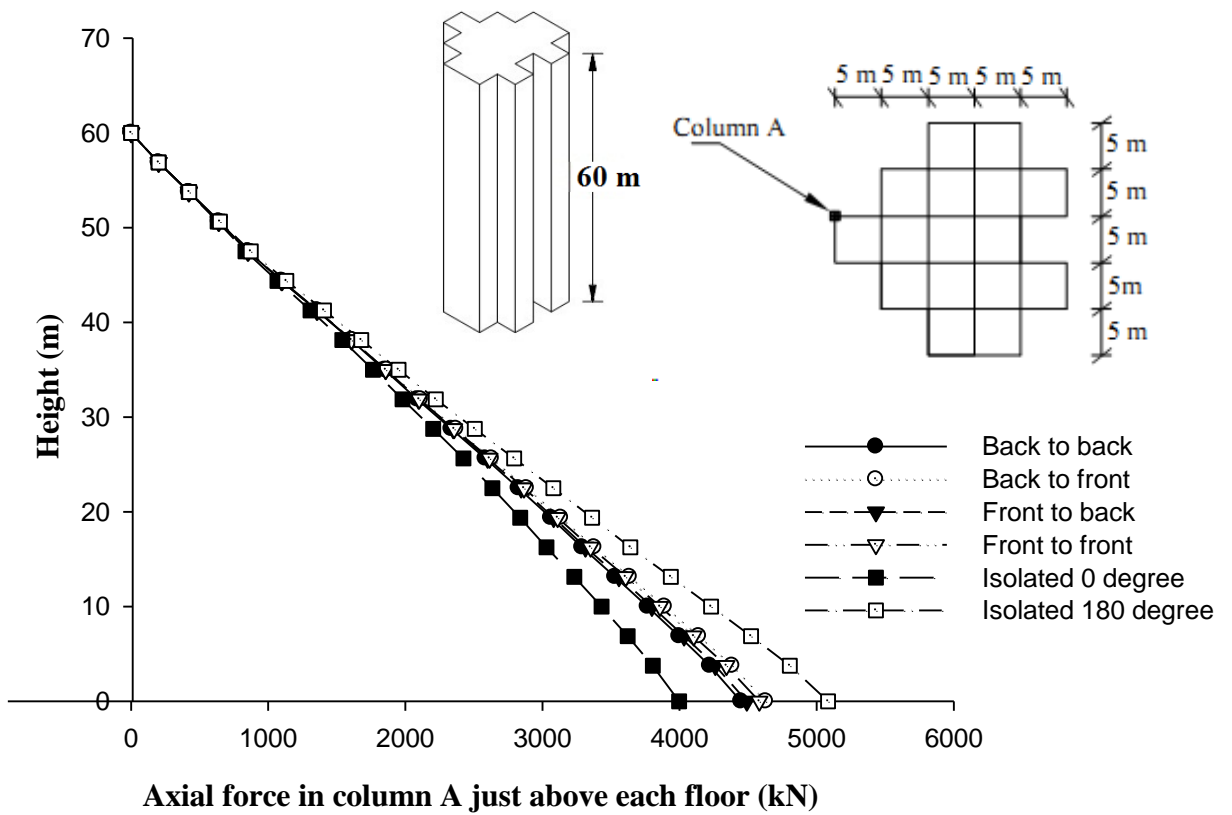 70
60
50
40
30
20
10
0
Height (m)
0 1000 2000 3000 4000 5000 6000
Axial force in column A just above each floor (kN)
60 m
5 m 5 m 5 m 5 m 5 m
Column A
5 m
5 m
5 m
5m
5 m
Back to back
Back to front
Front to back
Front to front
Isolated 0 degree
Isolated 180 degree